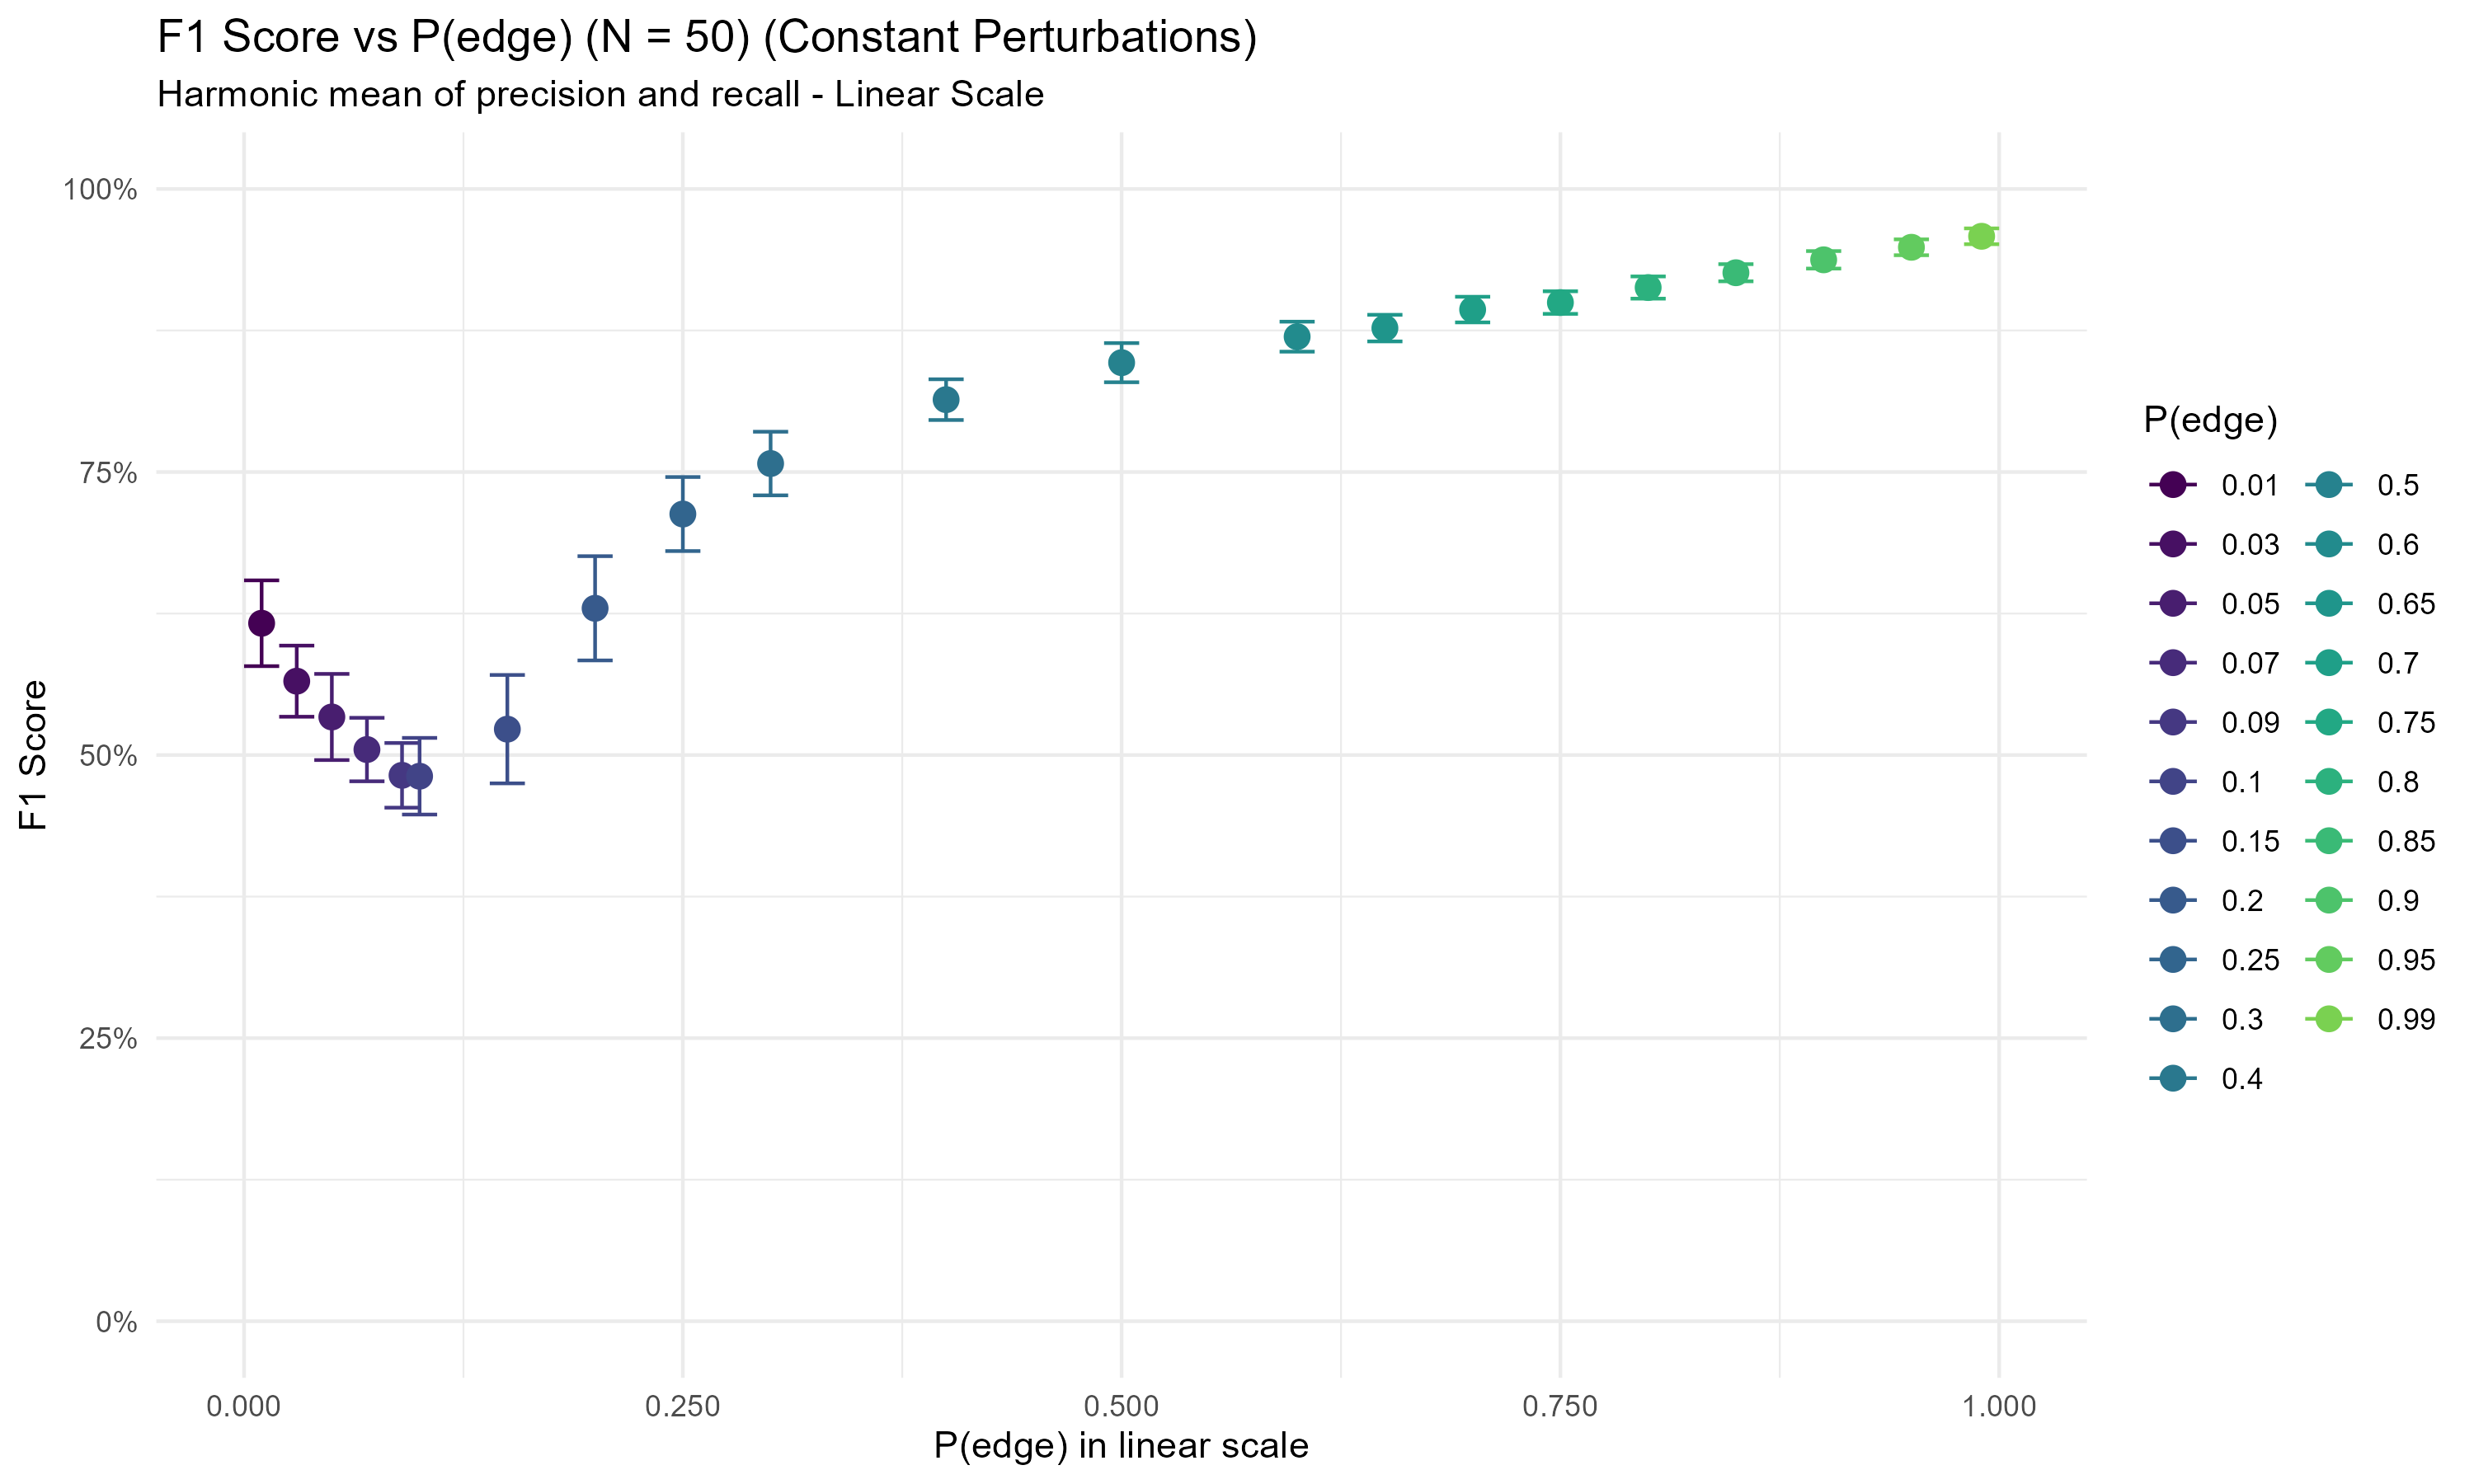 F1 Score vs P(edge) (N = 50) (Constant Perturbations)
Harmonic mean of precision and recall - Linear Scale
100%
75%
50%
25%
0%
F1 Score
0.000 0.250 0.500 0.750 1.000
P(edge) in linear scale
P(edge)
0.01 0.5
0.03 0.6
0.05 0.65
0.07 0.7
0.09 0.75
0.1 0.8
0.15 0.85
0.2 0.9
0.25 0.95
0.3 0.99
0.4